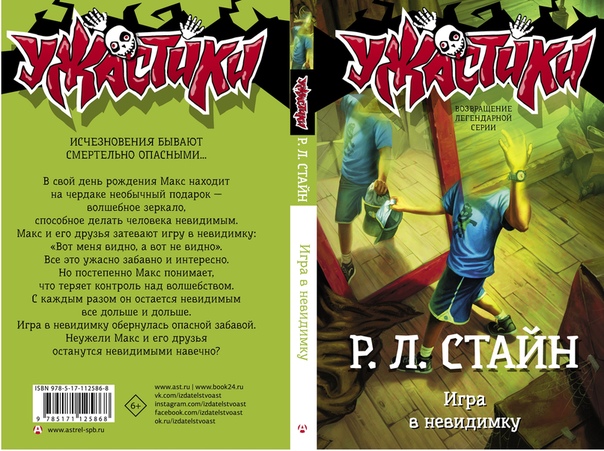 УЖАСТИКИ
ИСЧЕЗНОВЕНИЯ БЫВАЮТ
СМЕРТЕЛЬНО ОПАСНЫМИ...
В свой день рождения Макс находит
на чердаке необычный подарок —
волшебное зеркало,
способное делать человека невидимым.
Макс и его друзья затевают игру в невидимку:
«Вот меня видно, а вот не видно».
Все это ужасно забавно и интересно.
Но постепенно Макс понимает,
что теряет контроль над волшебством.
С каждым разом он остается невидимым
все дольше и дольше.
Игра в невидимку обернулась опасной забавой.
Неужели Макс и его друзья
останутся невидимыми навечно?
ISBN 978-5-17-112586-8
9 785171 125868
www.astrel-spb.ru
6+
www.ast.ru | www.book24.ru
vk.com/izdatelstvoast
instagram.com/izdatelstvoast
facebook.com/izdatelstvoast
ok.ru/izdatelstvoast
УЖАСТИКИ
Р. Л. СТАЙН
Игра в невидимку
УЖАСТИКИ
ВОЗВРАЩЕНИЕ
ЛЕГЕНДАРНОЙ
СЕРИИ
Р. Л. СТАЙН
Игра
в невидимку